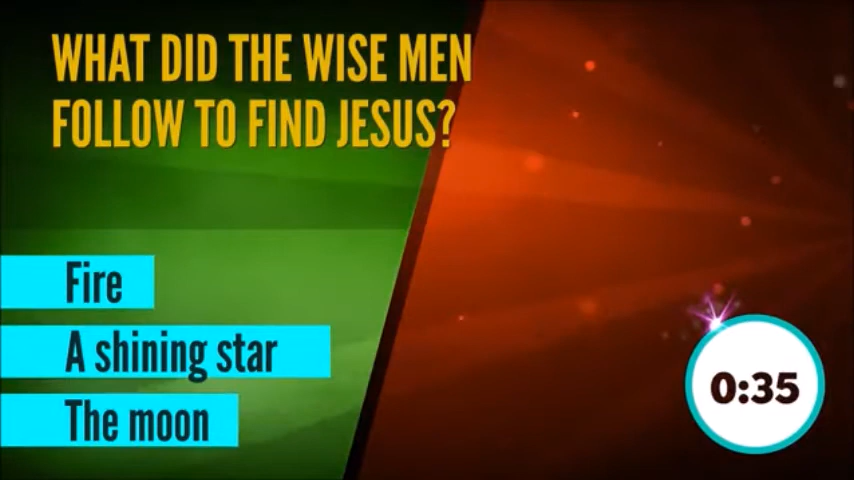 WHAT DID THE WISE MEN
FOLLOW TO FIND JESUS?
Fire
A shining star
The moon
0:35